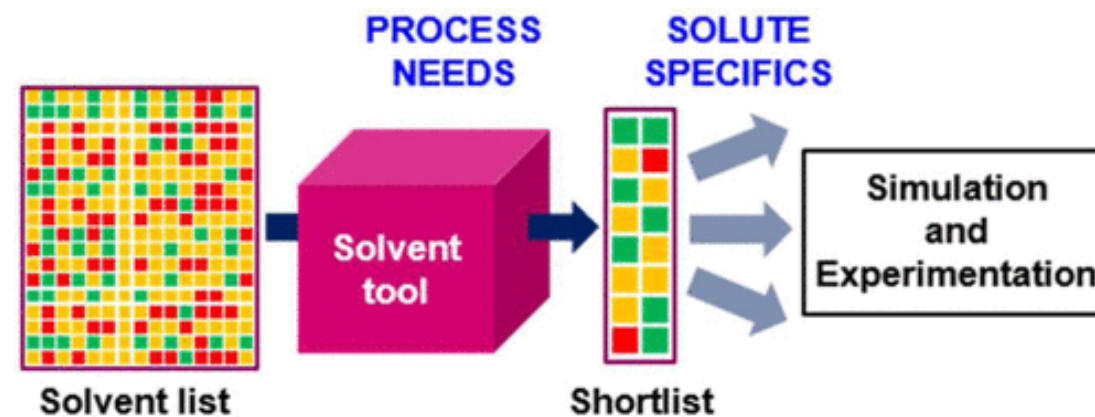 PROCESS
NEEDS
SOLUTE
SPECIFICS
Solvent
tool
Simulation
and
Experimentation
Solvent list
Shortlist